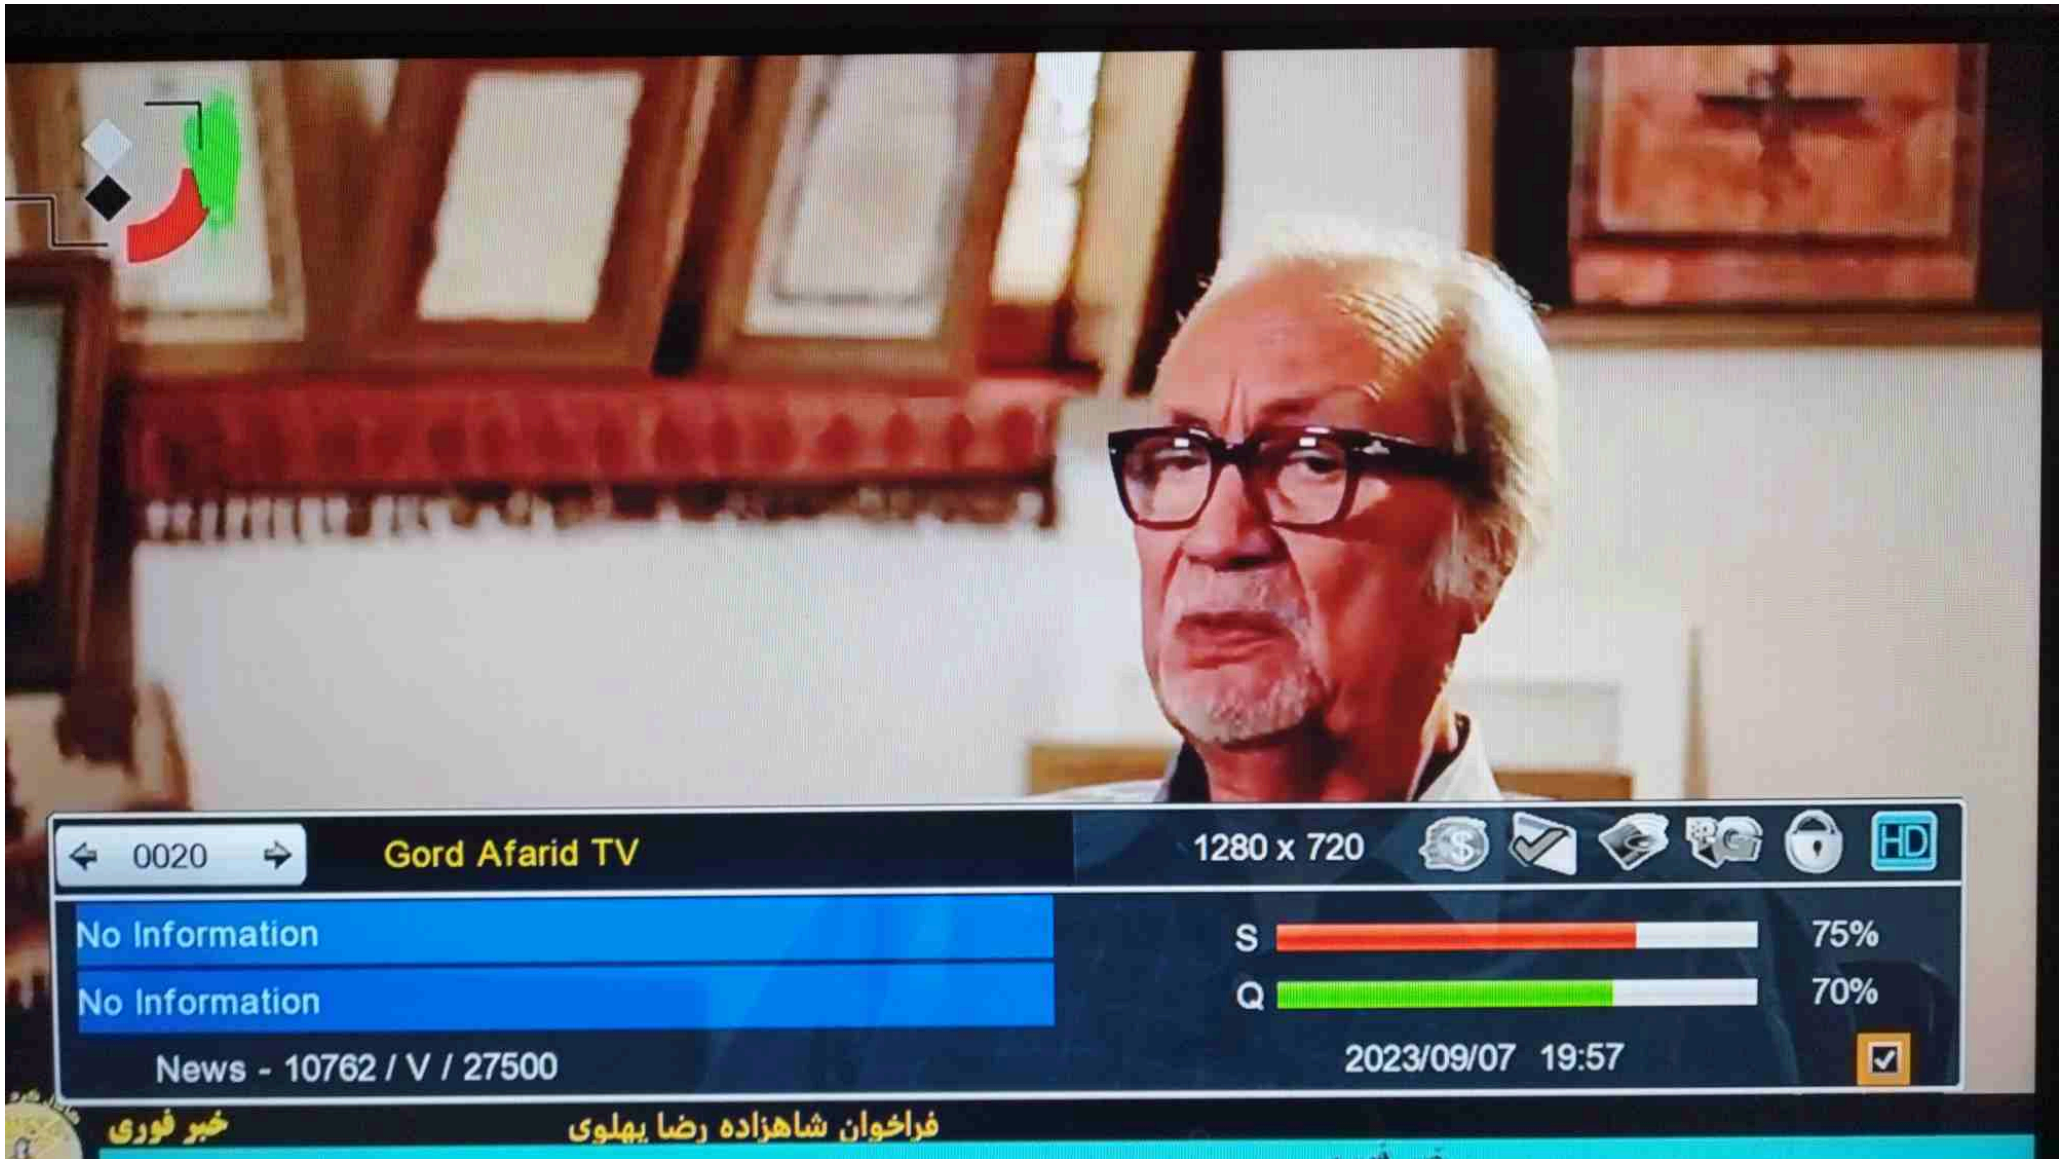 0020
Gord Afarid TV
1280 x 720
HD
No Information
S 75%
No Information
Q 70%
News - 10762 / V / 27500
2023/09/07 19:57
خبر فوری
فراخوان شاهزاده رضا پهلوی